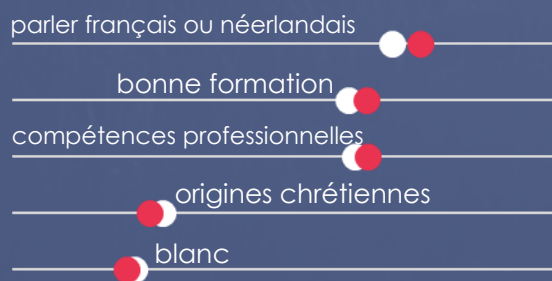 parler français ou néerlandais
bonne formation
compétences professionnelles
origines chrétiennes
blanc